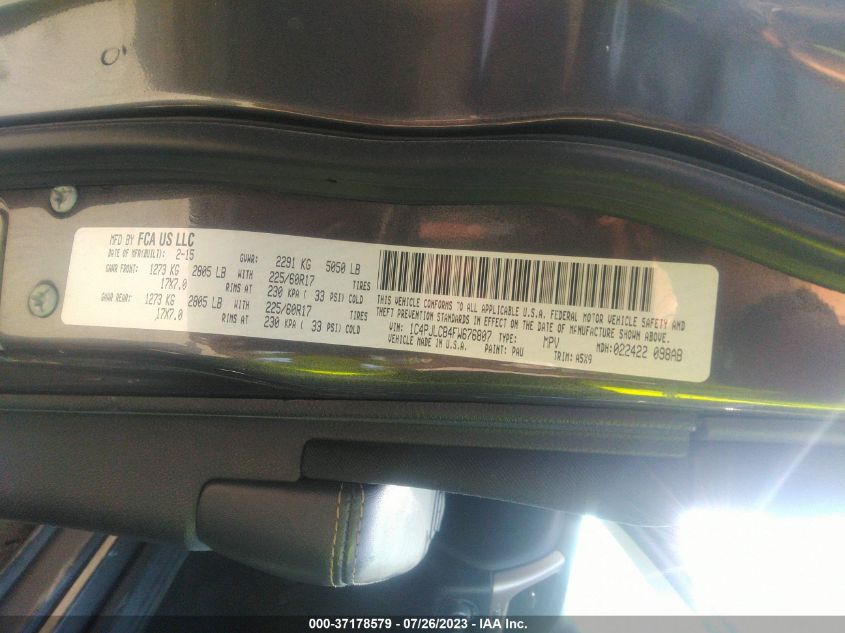 MFD BY FCA US LLC
DATE OF MFR(BUILT): 2-15 GVWR: 2291 KG 5050 LB
GAWR FRONT: 1273 KG 2805 LB WITH 225/60R17 TIRES
17X7.0 RIMS AT 230 KPA ( 33 PSI) COLD
GAWR REAR: 1273 KG 2805 LB WITH 225/60R17 TIRES
17X7.0 RIMS AT 230 KPA ( 33 PSI) COLD
THIS VEHICLE CONFORMS TO ALL APPLICABLE U.S.A. FEDERAL MOTOR VEHICLE SAFETY AND
THEFT PREVENTION STANDARDS IN EFFECT ON THE DATE OF MANUFACTURE SHOWN ABOVE.
VIN: 1C4PJLCB4FW676807 TYPE: MPV MDH: 022422 098AB
VEHICLE MADE IN U.S.A. PAINT: PAU TRIM: A5X9
000-37178579 / 07/26/2023 - IAA Inc.